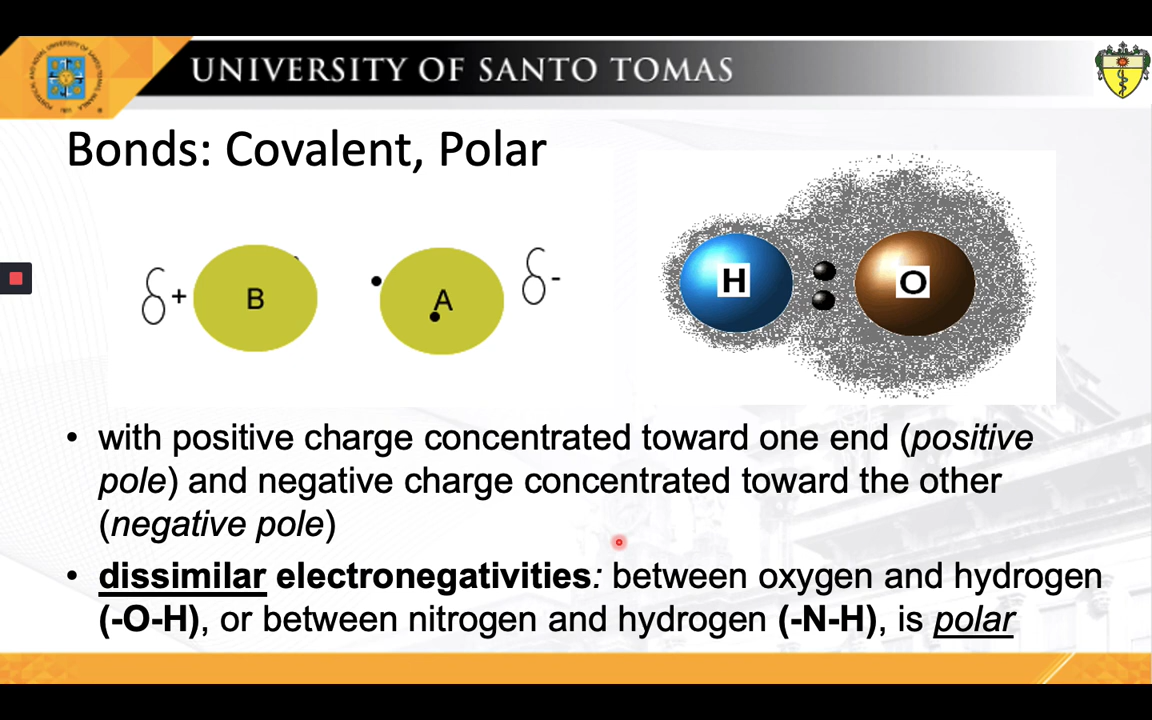 UNIVERSITY OF SANTO TOMAS
Bonds: Covalent, Polar
δ+
B
A
δ-
H
O
• with positive charge concentrated toward one end (positive
pole) and negative charge concentrated toward the other
(negative pole)
• dissimilar electronegativities: between oxygen and hydrogen
(-O-H), or between nitrogen and hydrogen (-N-H), is polar